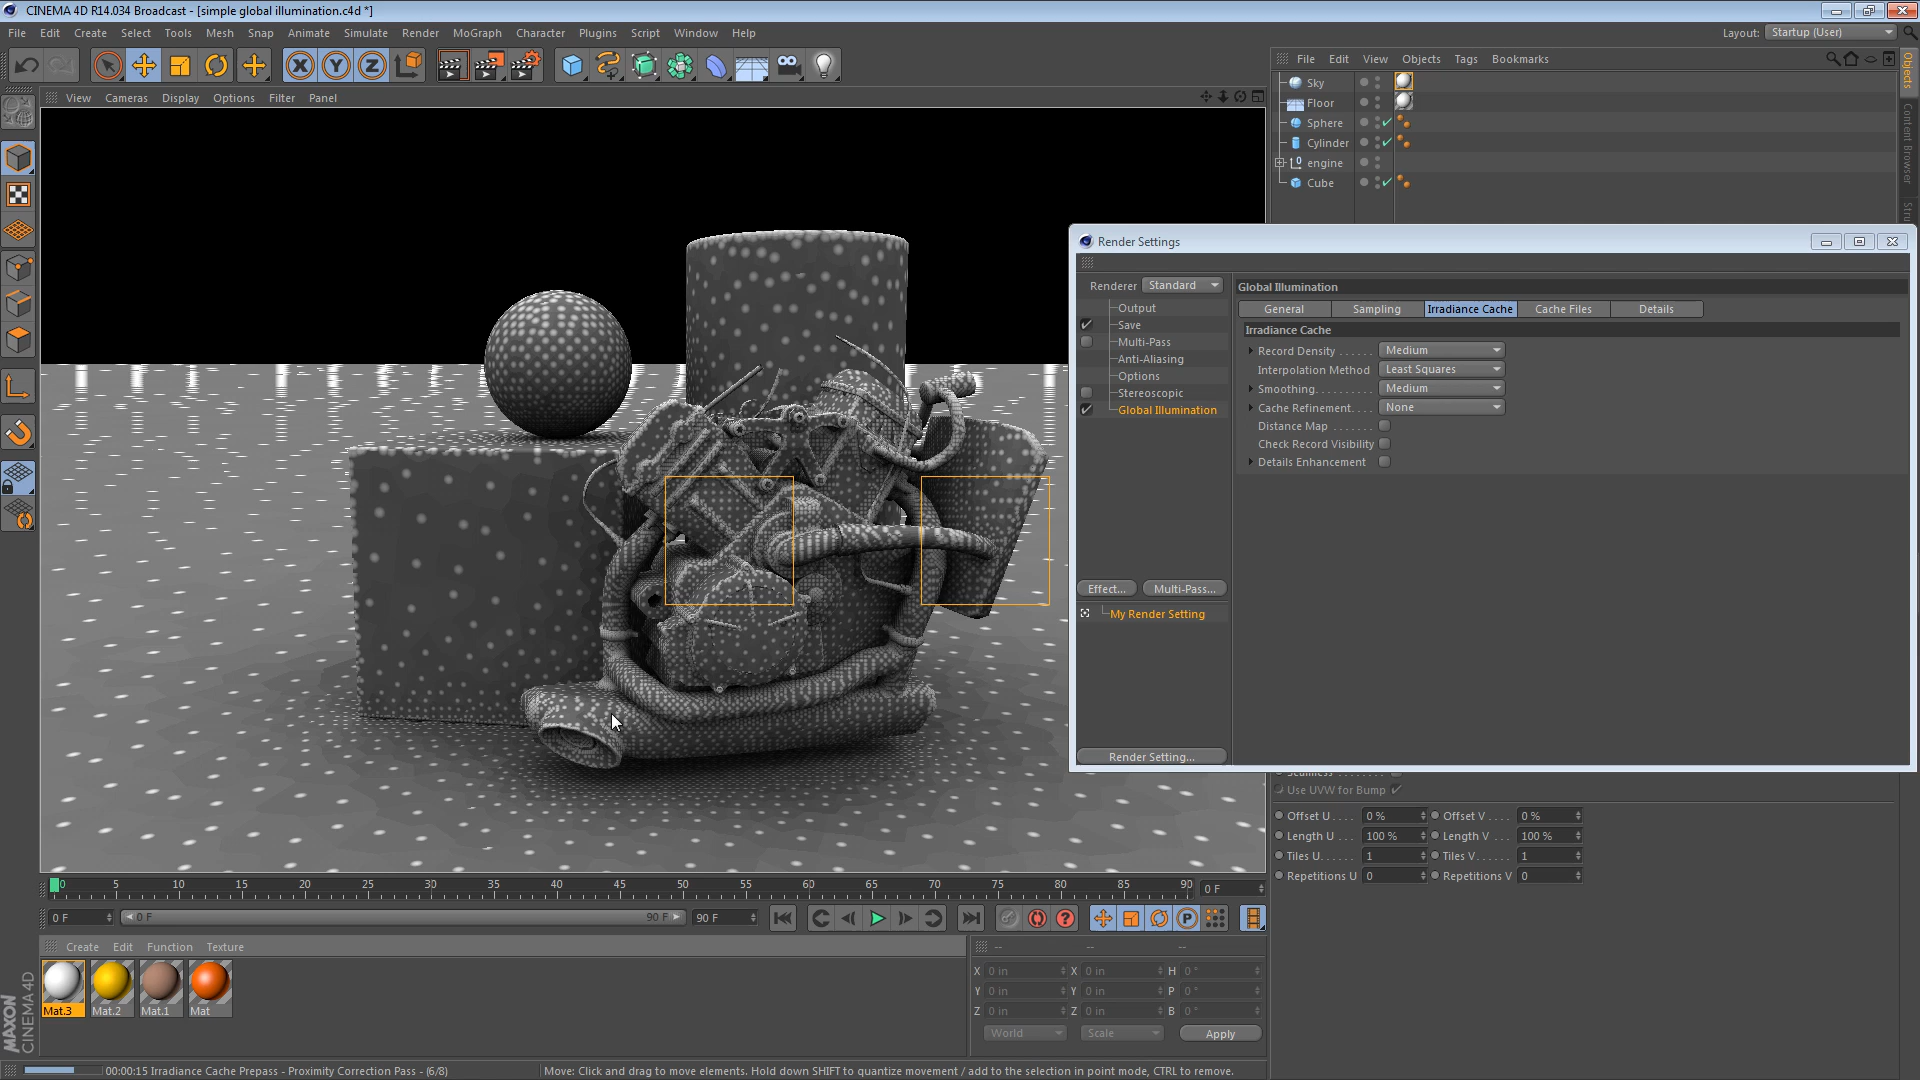 CINEMA 4D R14.034 Broadcast - [simple global illumination.c4d *]
File Edit Create Select Tools Mesh Snap Animate Simulate Render MoGraph Character Plugins Script Window Help
Layout: Startup (User)
File Edit View Objects Tags Bookmarks
View Cameras Display Options Filter Panel
Sky
Floor
Sphere
Cylinder
engine
Cube
Objects
Content Browser
Render Settings
Renderer Standard
Output
Save
Multi-Pass
Anti-Aliasing
Options
Stereoscopic
Global Illumination
Effect... Multi-Pass...
My Render Setting
Render Setting...
Global Illumination
General Sampling Irradiance Cache Cache Files Details
Irradiance Cache
Record Density . . . . . . Medium
Interpolation Method Least Squares
Smoothing. . . . . . . . . Medium
Cache Refinement. . . . None
Distance Map . . . . . . .
Check Record Visibility
Details Enhancement
Use UVW for Bump
Offset U . . . . 0 % Offset V . . . . 0 %
Length U . . . 100 % Length V . . . 100 %
Tiles U. . . . . . 1 Tiles V. . . . . . 1
Repetitions U 0 Repetitions V 0
0 5 10 15 20 25 30 35 40 45 50 55 60 65 70 75 80 85 90 0 F
0 F 0 F 90 F 90 F
Create Edit Function Texture
Mat.3 Mat.2 Mat.1 Mat
-- -- --
X 0 in X 0 in H 0 °
Y 0 in Y 0 in P 0 °
Z 0 in Z 0 in B 0 °
World Scale Apply
MAXON
CINEMA 4D
00:00:15 Irradiance Cache Prepass - Proximity Correction Pass - (6/8)
Move: Click and drag to move elements. Hold down SHIFT to quantize movement / add to the selection in point mode, CTRL to remove.